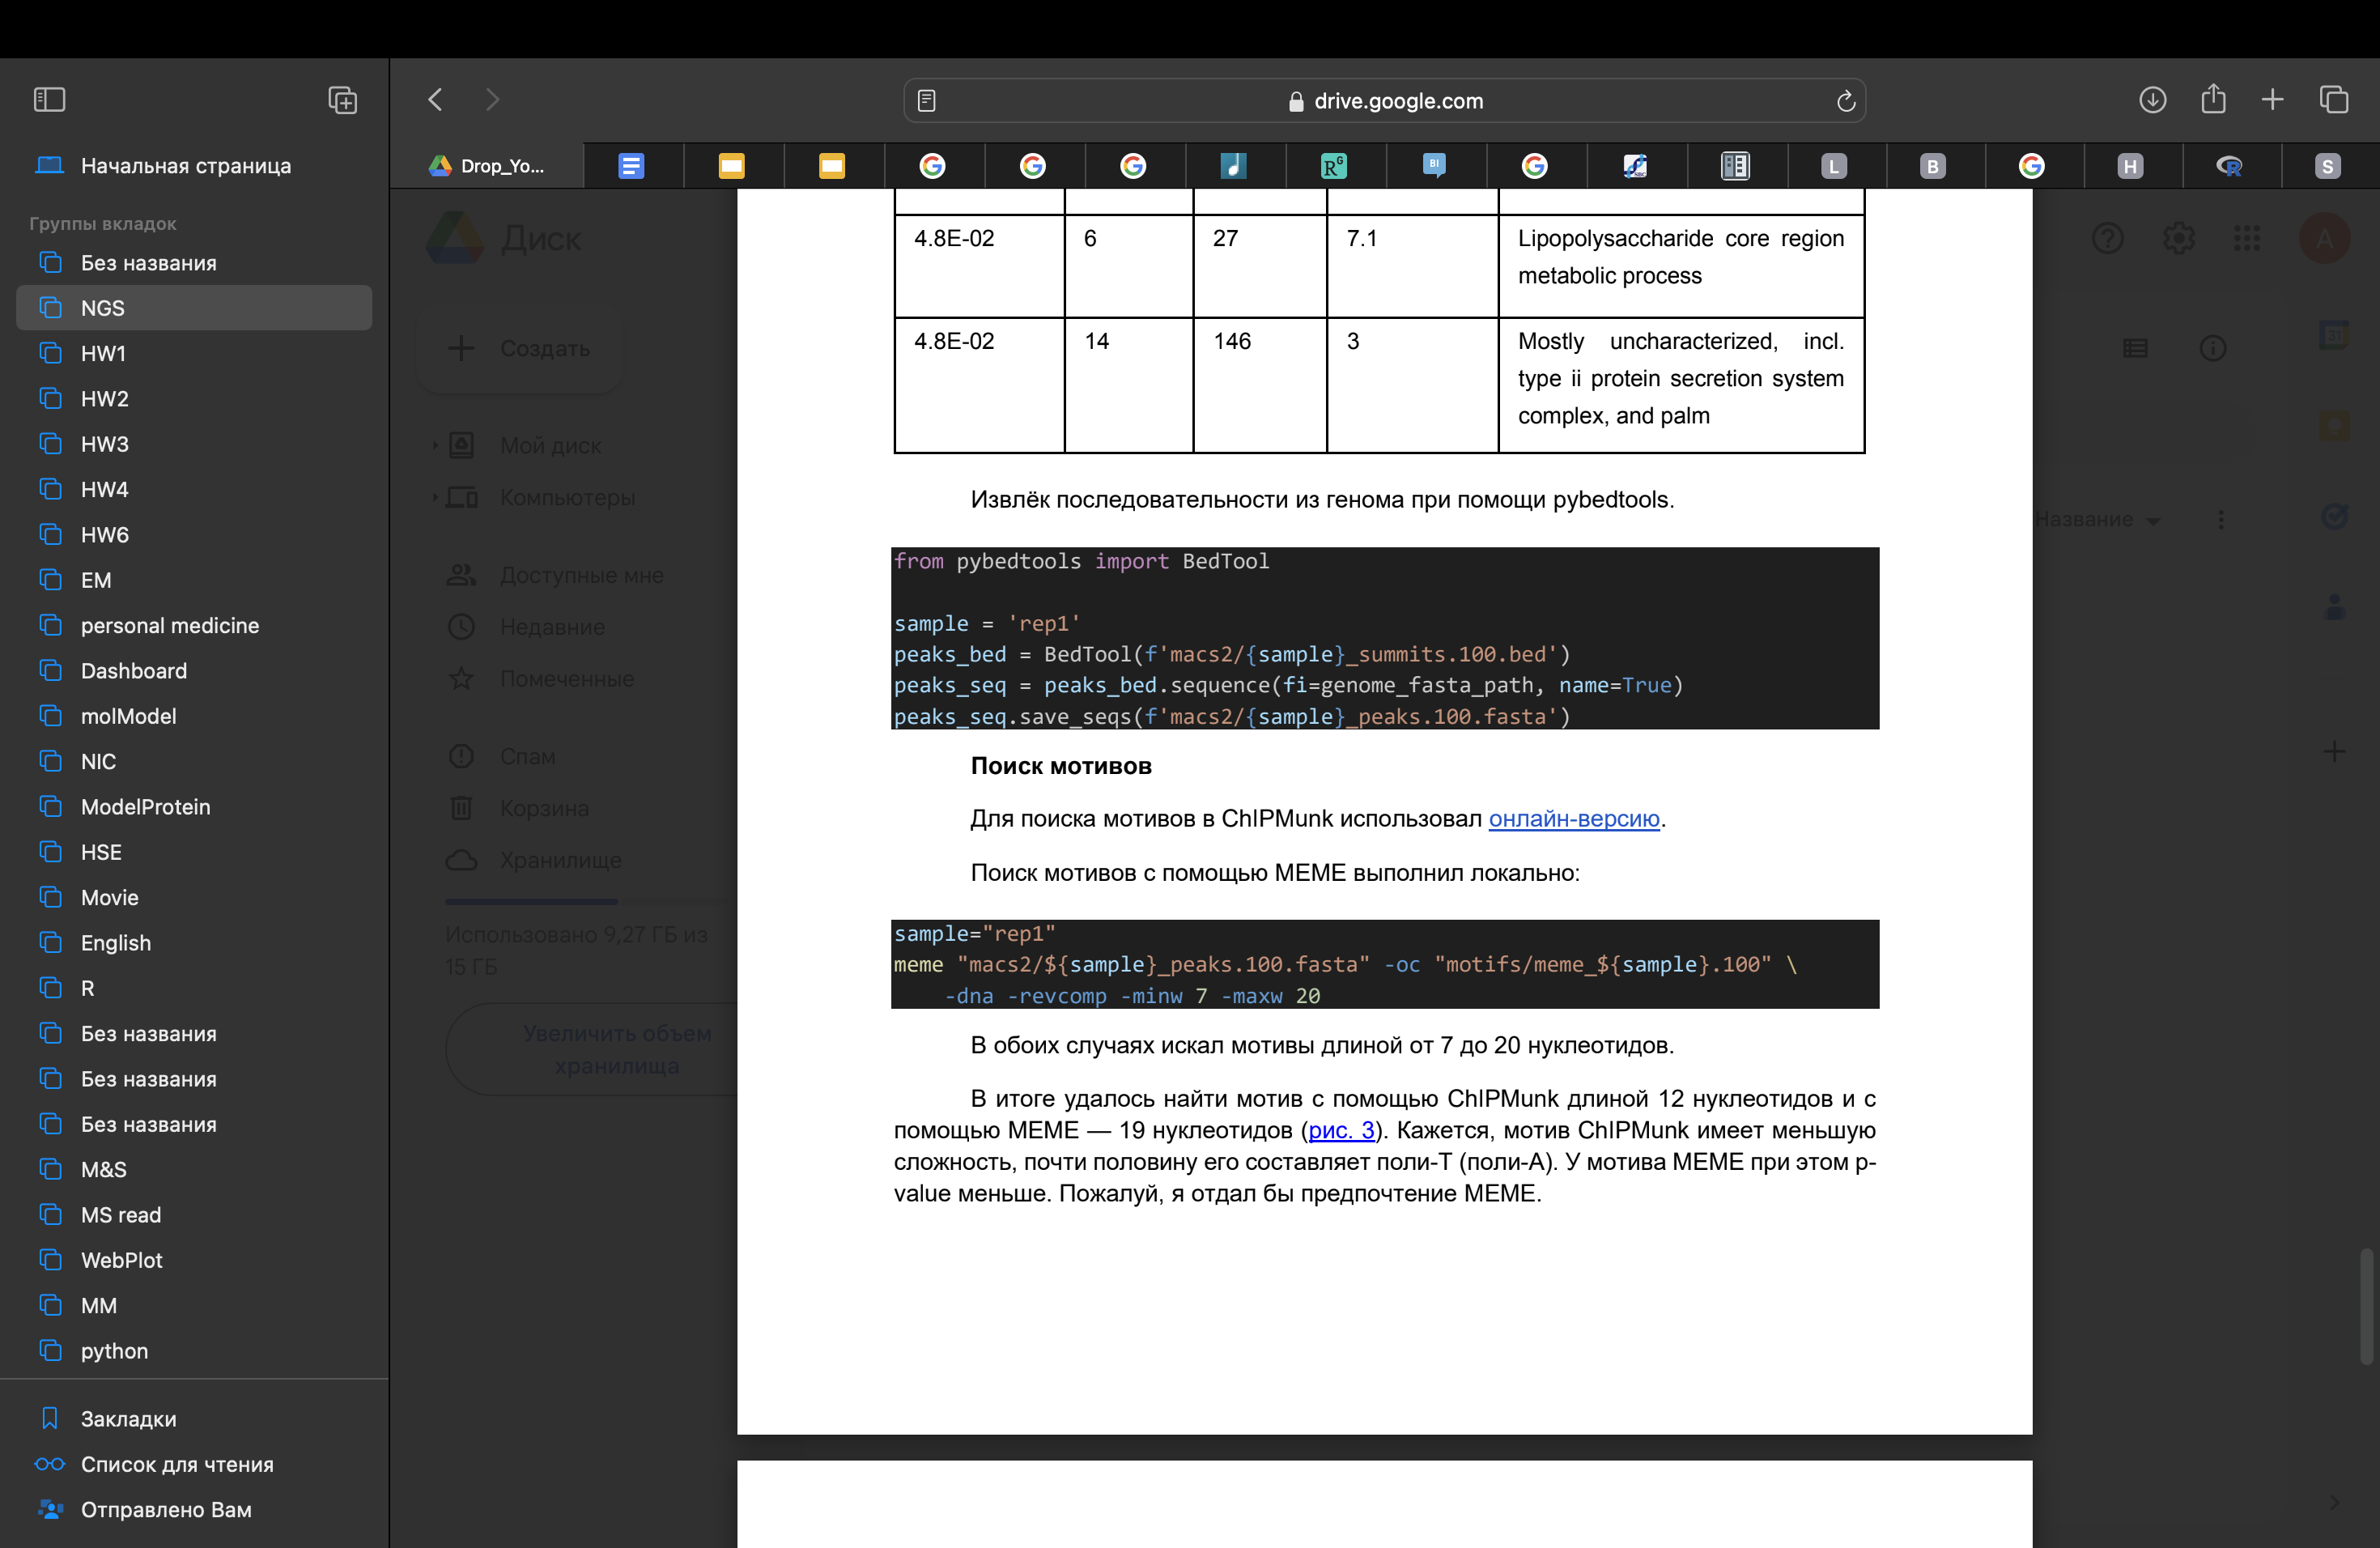 drive.google.com
Начальная страница
Группы вкладок
Без названия
NGS
HW1
HW2
HW3
HW4
HW6
EM
personal medicine
Dashboard
molModel
NIC
ModelProtein
HSE
Movie
English
R
Без названия
Без названия
Без названия
M&S
MS read
WebPlot
MM
python
Закладки
Список для чтения
Отправлено Вам
Drop_Yo...
BI
L
B
H
S
Диск
Создать
Мой диск
Компьютеры
Доступные мне
Недавние
Помеченные
Спам
Корзина
Хранилище
Использовано 9,27 ГБ из
15 ГБ
Увеличить объем
хранилища
4.8E-02 6 27 7.1 Lipopolysaccharide core region
metabolic process
4.8E-02 14 146 3 Mostly uncharacterized, incl.
type ii protein secretion system
complex, and palm
Извлёк последовательности из генома при помощи pybedtools.
from pybedtools import BedTool
sample = 'rep1'
peaks_bed = BedTool(f'macs2/{sample}_summits.100.bed')
peaks_seq = peaks_bed.sequence(fi=genome_fasta_path, name=True)
peaks_seq.save_seqs(f'macs2/{sample}_peaks.100.fasta')
Поиск мотивов
Для поиска мотивов в ChIPMunk использовал онлайн-версию.
Поиск мотивов с помощью MEME выполнил локально:
sample="rep1"
meme "macs2/${sample}_peaks.100.fasta" -oc "motifs/meme_${sample}.100" \
-dna -revcomp -minw 7 -maxw 20
В обоих случаях искал мотивы длиной от 7 до 20 нуклеотидов.
В итоге удалось найти мотив с помощью ChIPMunk длиной 12 нуклеотидов и с
помощью MEME — 19 нуклеотидов (рис. 3). Кажется, мотив ChIPMunk имеет меньшую
сложность, почти половину его составляет поли-T (поли-A). У мотива MEME при этом p-
value меньше. Пожалуй, я отдал бы предпочтение MEME.
A
31
Название